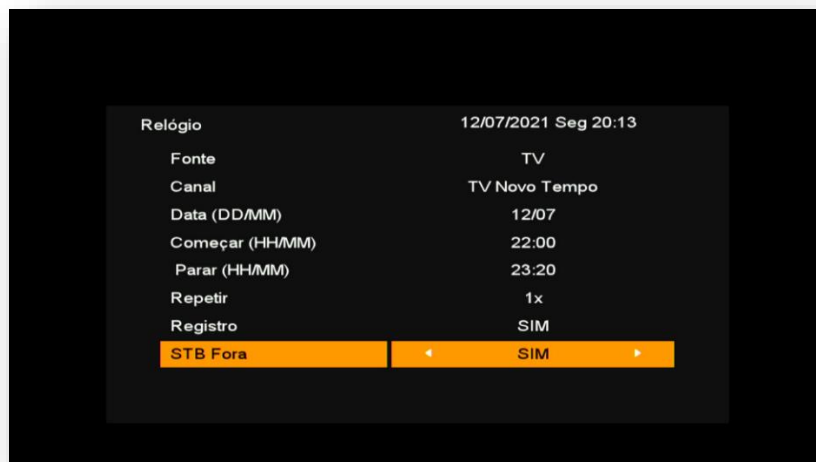 Relógio 12/07/2021 Seg 20:13
Fonte TV
Canal TV Novo Tempo
Data (DD/MM) 12/07
Começar (HH/MM) 22:00
Parar (HH/MM) 23:20
Repetir 1x
Registro SIM
STB Fora SIM